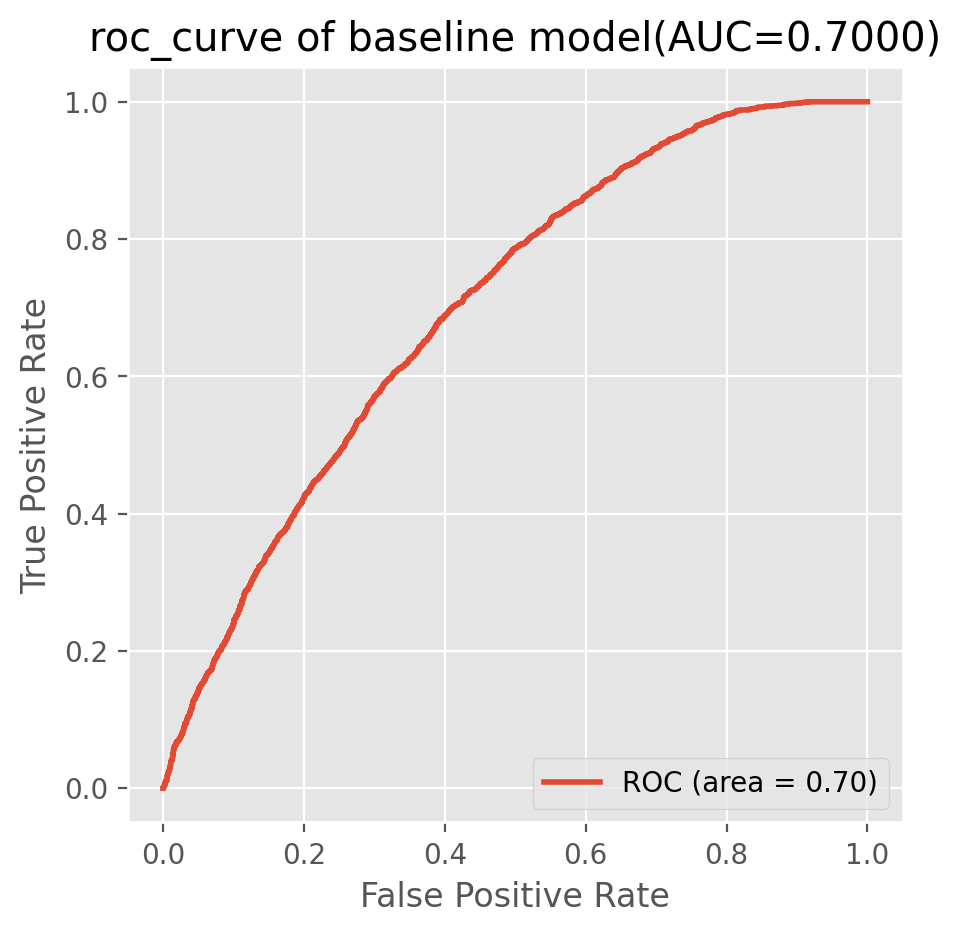 roc_curve of baseline model(AUC=0.7000)
True Positive Rate
1.0
0.8
0.6
0.4
0.2
0.0
ROC (area = 0.70)
0.0 0.2 0.4 0.6 0.8 1.0
False Positive Rate